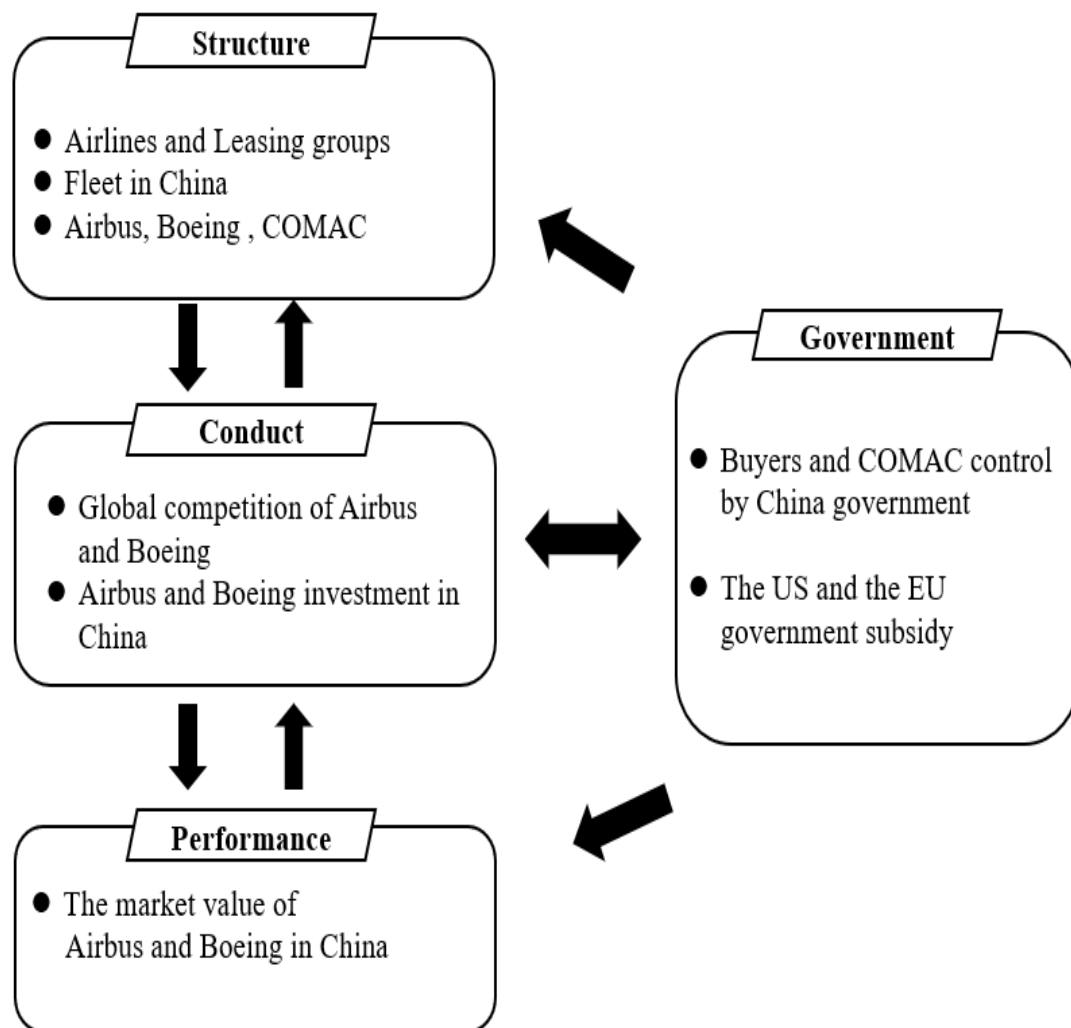 Structure
● Airlines and Leasing groups
● Fleet in China
● Airbus, Boeing , COMAC
Conduct
● Global competition of Airbus
and Boeing
● Airbus and Boeing investment in
China
Performance
● The market value of
Airbus and Boeing in China
Government
● Buyers and COMAC control
by China government
● The US and the EU
government subsidy